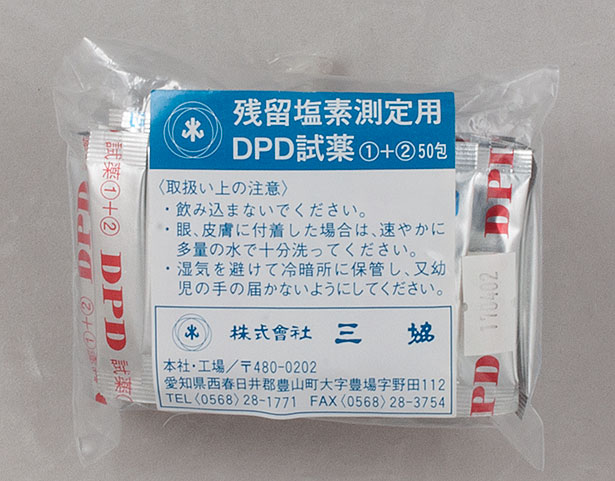 残留塩素測定用
DPD試薬 ①+② 50包
〈取扱い上の注意〉
・飲み込まないでください。
・眼、皮膚に付着した場合は、速やかに
多量の水で十分洗ってください。
・湿気を避けて冷暗所に保管し、又幼
児の手の届かないようにしてください。
株式會社 三協
本社・工場／〒480-0202
愛知県西春日井郡豊山町大字豊場字野田112
TEL〈0568〉28-1771 FAX〈0568〉28-3754
試薬①+② DPD 試薬
DPD
DPD
PD
170402